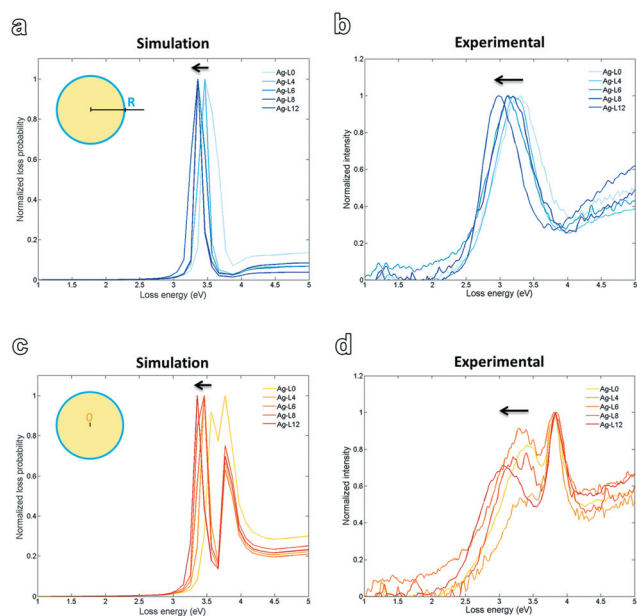 a
Simulation
R
Ag-L0
Ag-L4
Ag-L6
Ag-L8
Ag-L12
Normalized loss probability
1
0.8
0.6
0.4
0.2
0
1 1.5 2 2.5 3 3.5 4 4.5 5
Loss energy (eV)
b
Experimental
Ag-L0
Ag-L4
Ag-L6
Ag-L8
Ag-L12
Normalized intensity
1.2
1
0.8
0.6
0.4
0.2
0
1 1.5 2 2.5 3 3.5 4 4.5 5
Loss energy (eV)
c
Simulation
0
Ag-L0
Ag-L4
Ag-L6
Ag-L8
Ag-L12
Normalized loss probability
1
0.8
0.6
0.4
0.2
0
1 1.5 2 2.5 3 3.5 4 4.5 5
Loss energy (eV)
d
Experimental
Ag-L0
Ag-L4
Ag-L6
Ag-L8
Ag-L12
Normalized intensity
1.2
1
0.8
0.6
0.4
0.2
0
1 1.5 2 2.5 3 3.5 4 4.5 5
Loss energy (eV)